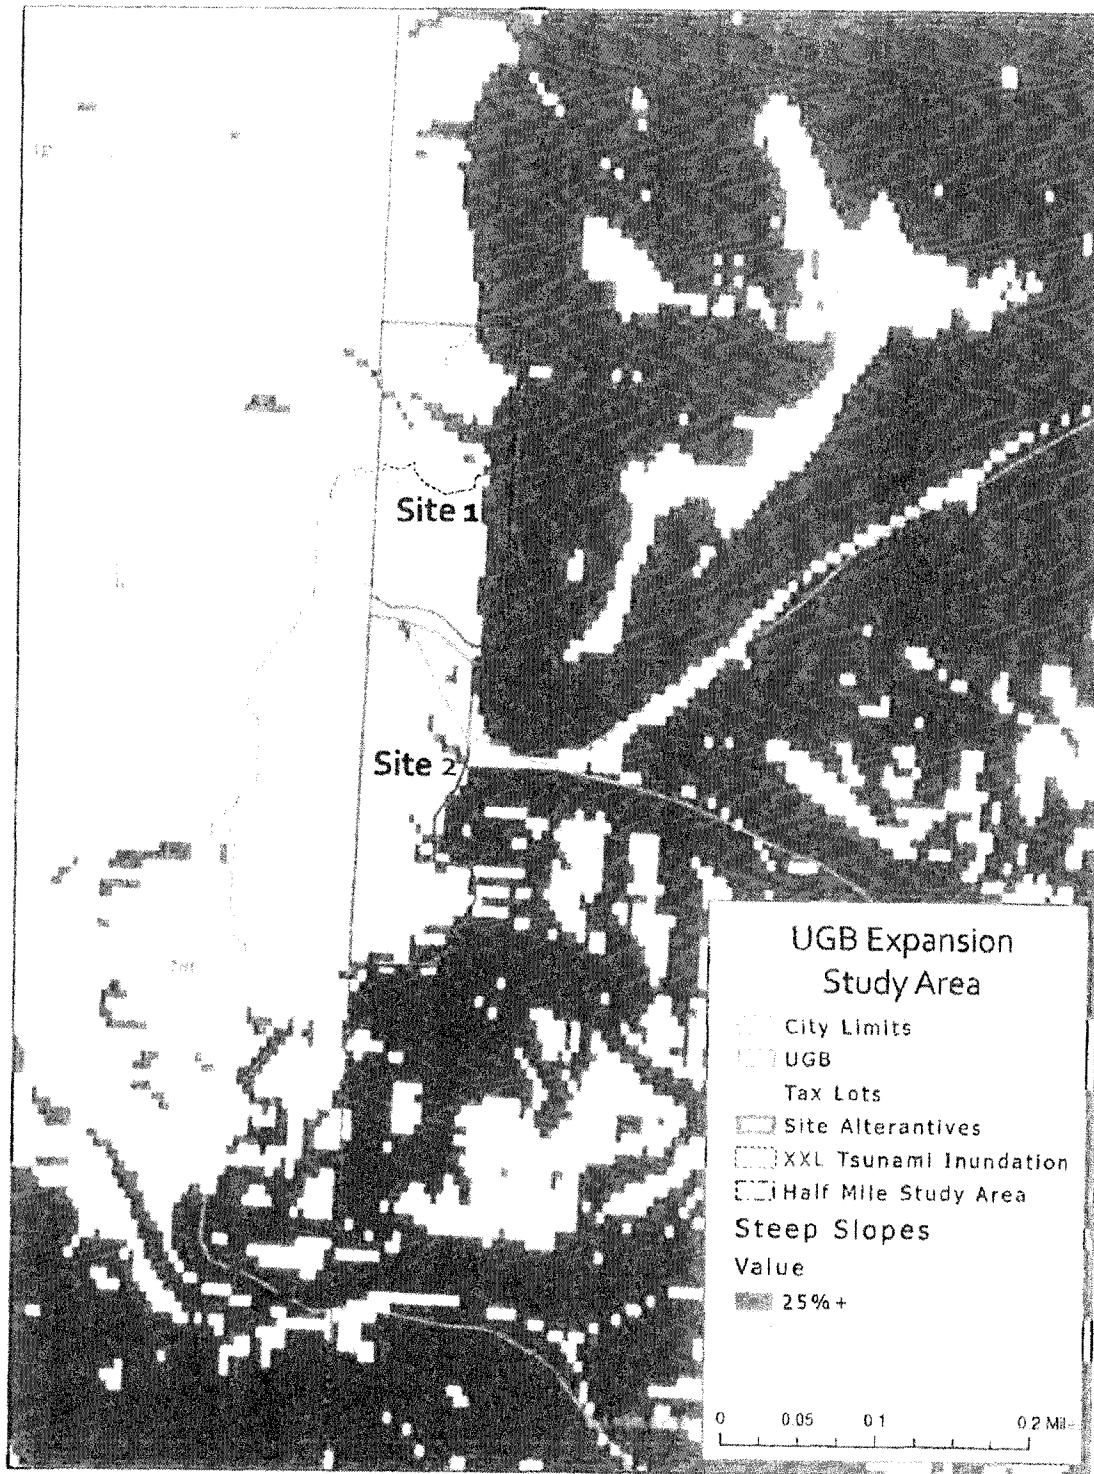 Site 1
Site 2
UGB Expansion
Study Area
City Limits
UGB
Tax Lots
Site Alterantives
XXL Tsunami Inundation
Half Mile Study Area
Steep Slopes
Value
25%+
0 0.05 0.1 0.2